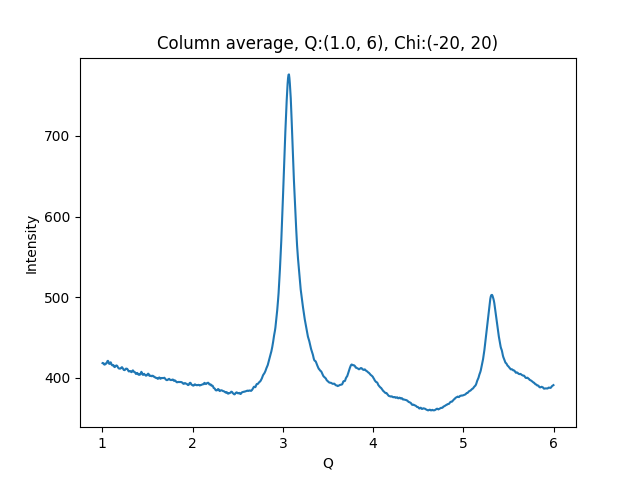 Column average, Q:(1.0, 6), Chi:(-20, 20)
700
600
500
400
Intensity
1 2 3 4 5 6
Q